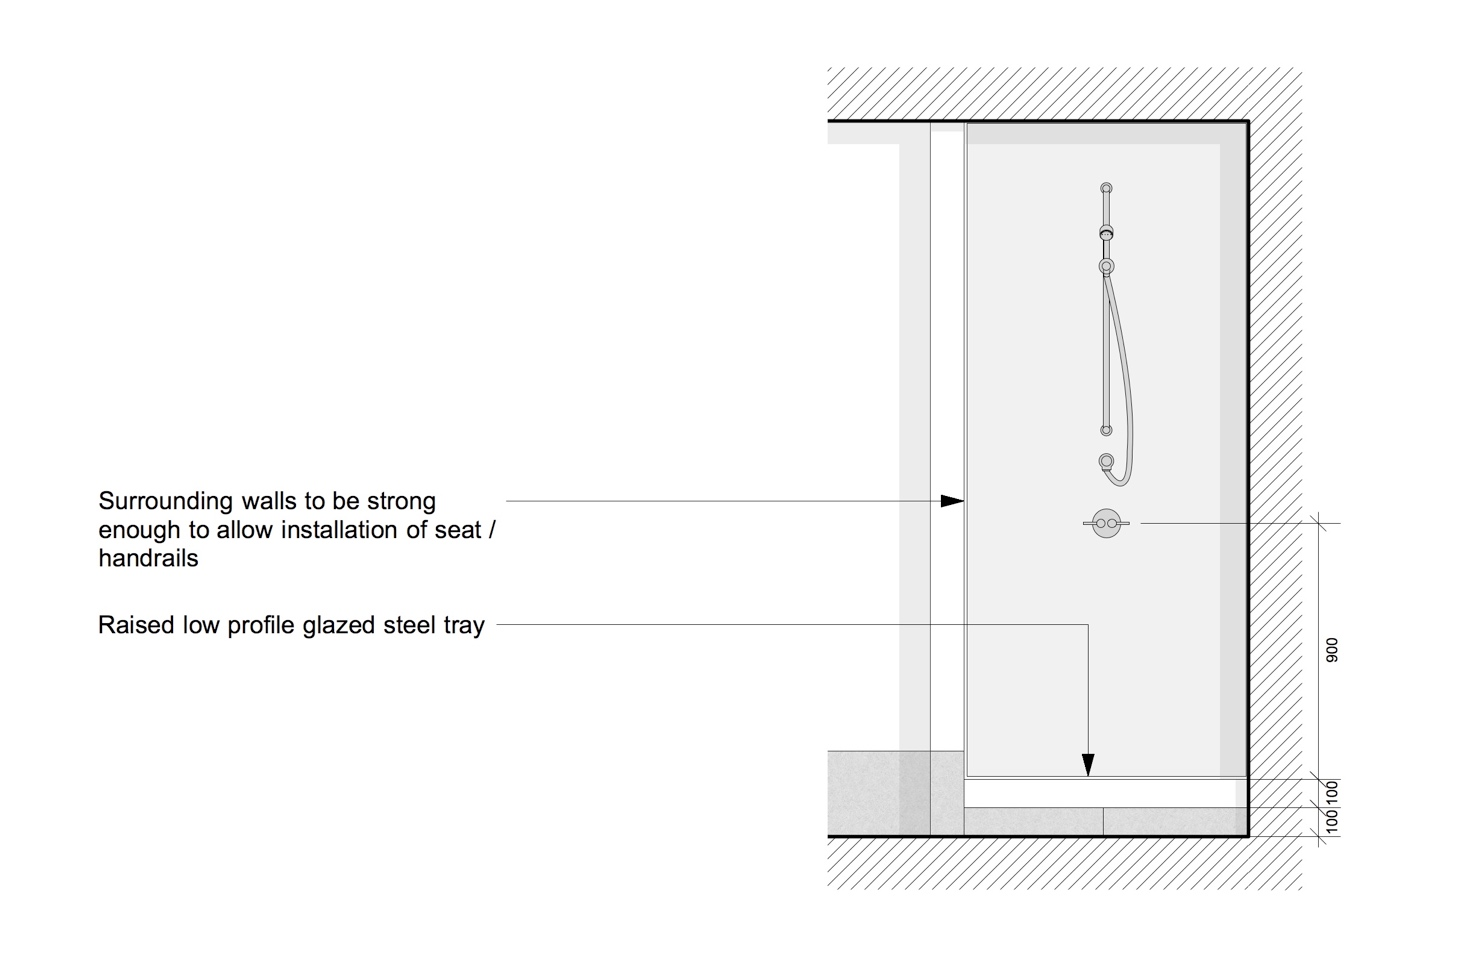 Surrounding walls to be strong
enough to allow installation of seat /
handrails
Raised low profile glazed steel tray
900
100
100